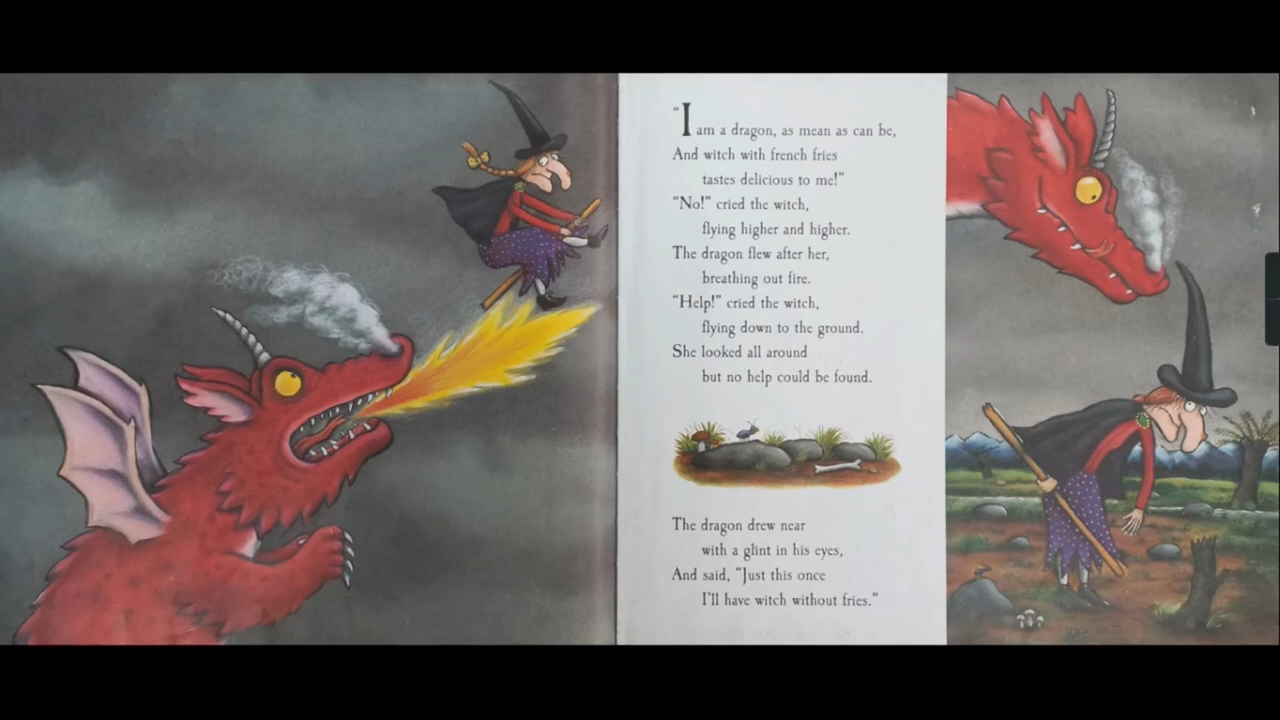 "I am a dragon, as mean as can be,
And witch with french fries
tastes delicious to me!"
"No!" cried the witch,
flying higher and higher.
The dragon flew after her,
breathing out fire.
"Help!" cried the witch,
flying down to the ground.
She looked all around
but no help could be found.
The dragon drew near
with a glint in his eyes,
And said, "Just this once
I'll have witch without fries."